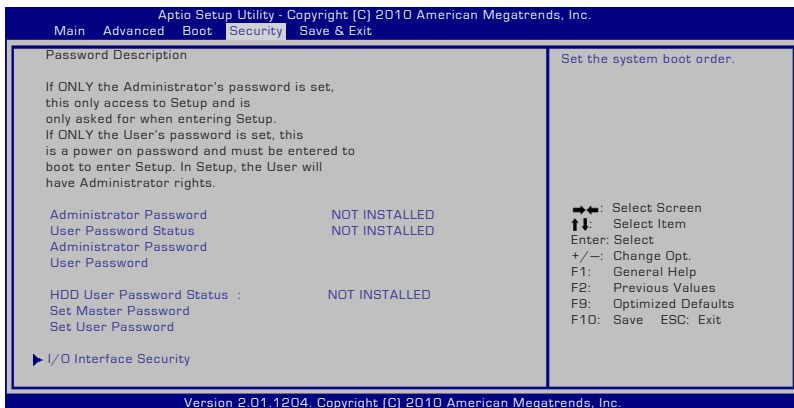 Aptio Setup Utility - Copyright (C) 2010 American Megatrends, Inc.
Main Advanced Boot Security Save & Exit
Password Description
If ONLY the Administrator's password is set,
this only access to Setup and is
only asked for when entering Setup.
If ONLY the User's password is set, this
is a power on password and must be entered to
boot to enter Setup. In Setup, the User will
have Administrator rights.
Administrator Password NOT INSTALLED
User Password Status NOT INSTALLED
Administrator Password
User Password
HDD User Password Status : NOT INSTALLED
Set Master Password
Set User Password
I/O Interface Security
Set the system boot order.
→←: Select Screen
↑↓: Select Item
Enter: Select
+/—: Change Opt.
F1: General Help
F2: Previous Values
F9: Optimized Defaults
F10: Save ESC: Exit
Version 2.01.1204. Copyright (C) 2010 American Megatrends, Inc.